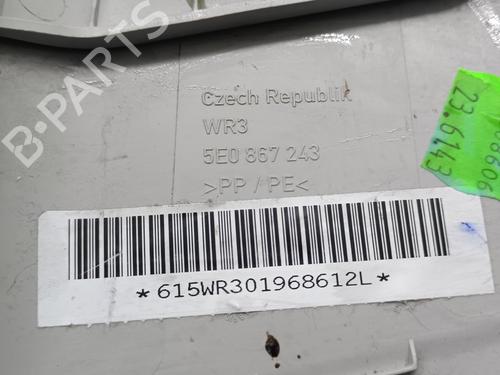 B-PARTS
Czech Republik
WR3
5E0 867 243
>PP / PE<
*615WR301968612L*
23.6143